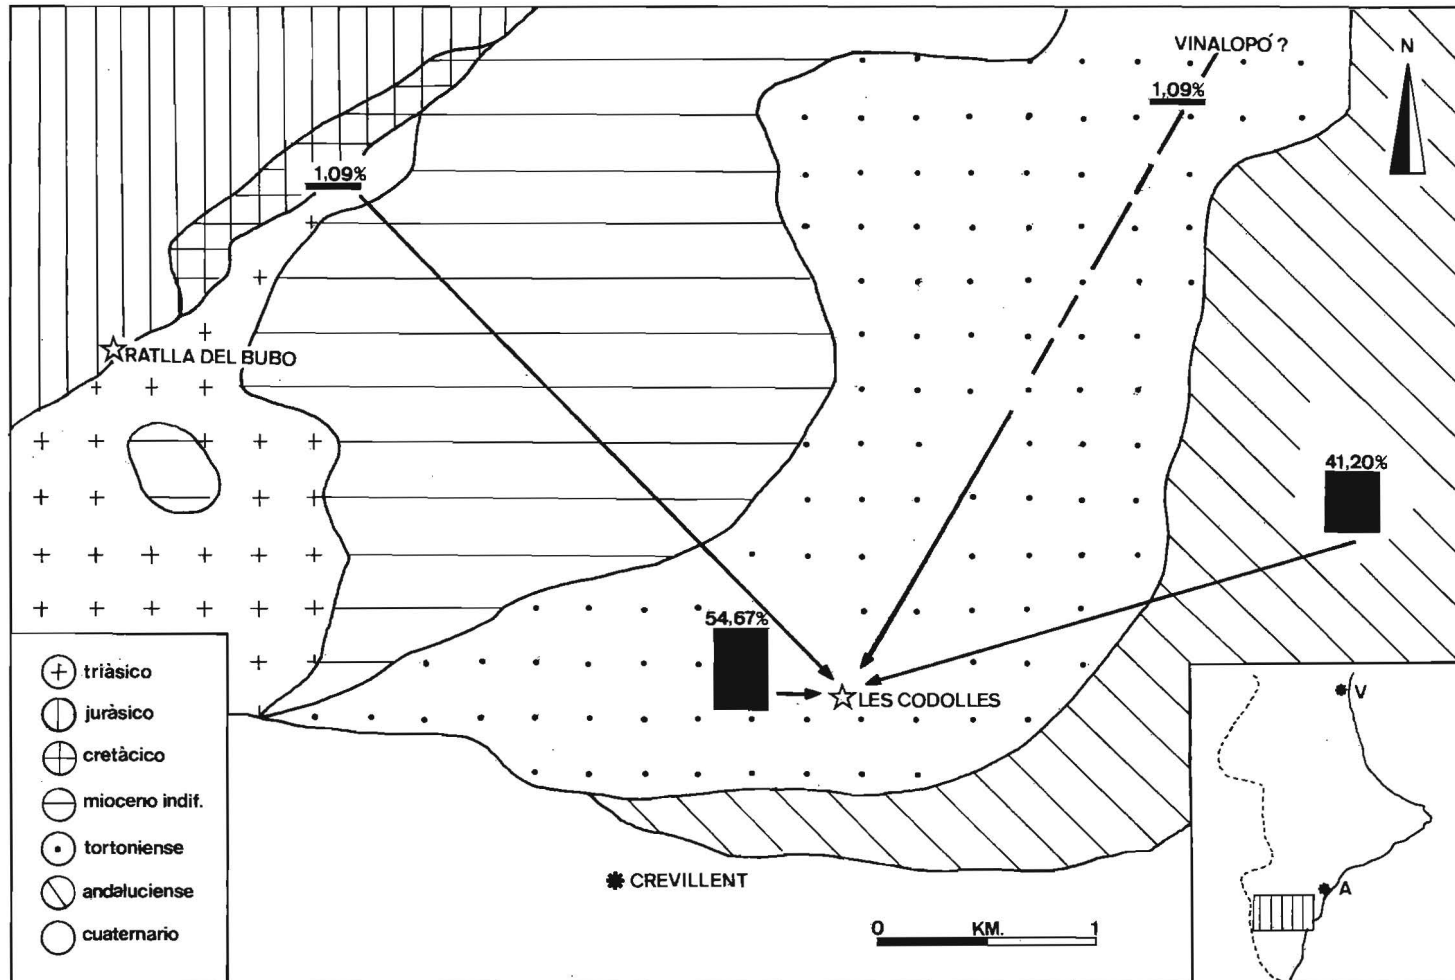 VINALOPÓ ?
N
1,09%
1,09%
RATLLA DEL BUBO
41,20%
54,67%
LES CODOLLES
triàsico
juràsico
cretàcico
mioceno indif.
tortoniense
andaluciense
cuaternario
CREVILLENT
0 KM. 1
V
A